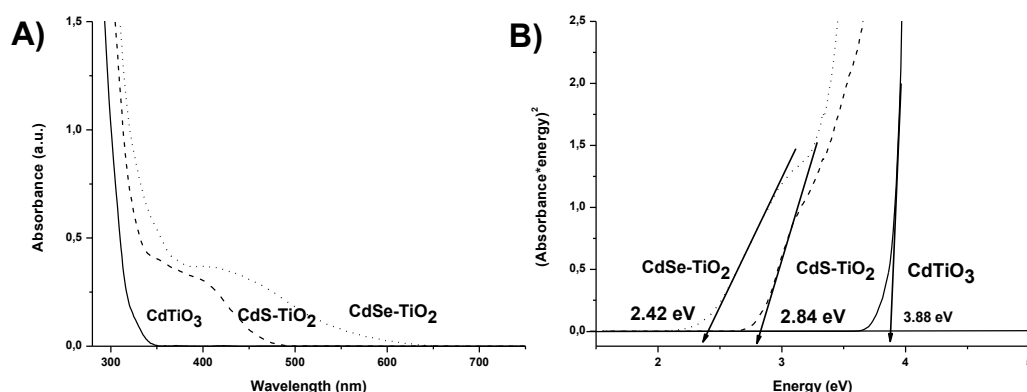 A)
1,5
1,0
0,5
0,0
Absorbance (a.u.)
CdTiO3
CdS-TiO2
CdSe-TiO2
300
400
500
600
700
Wavelength (nm)
B)
2,5
2,0
1,5
1,0
0,5
0,0
(Absorbance*energy)2
CdSe-TiO2
CdS-TiO2
CdTiO3
2.42 eV
2.84 eV
3.88 eV
2
3
4
5
Energy (eV)